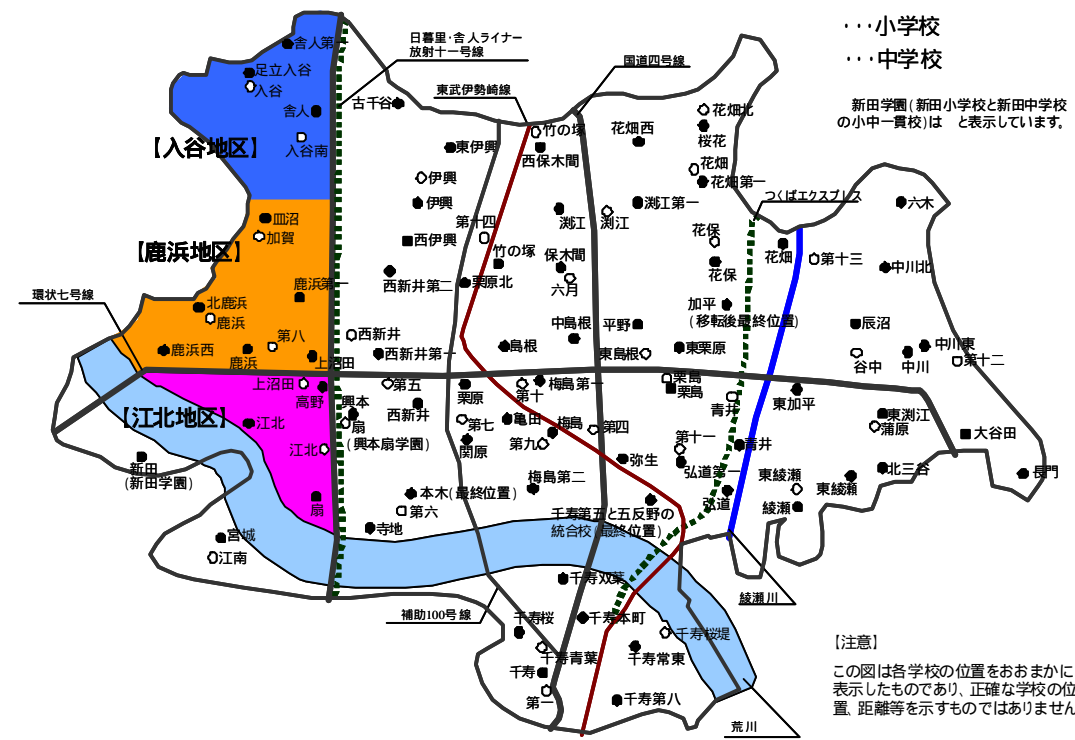 ･･･小学校
･･･中学校
新田学園(新田小学校と新田中学校
の小中一貫校)は　と表示しています。
日暮里･舎人ライナー
放射十一号線
東武伊勢崎線
国道四号線
つくばエクスプレス
環状七号線
補助100号線
綾瀬川
荒川
【入谷地区】
【鹿浜地区】
【江北地区】
舎人第一
足立入谷
入谷
舎人
入谷南
古千谷
皿沼
加賀
鹿浜第一
北鹿浜
鹿浜
鹿浜西
鹿浜
第八
上沼田
上沼田
高野
江北
江北
扇
新田
(新田学園)
宮城
江南
東伊興
伊興
伊興
西伊興
西新井第二
西新井
西新井第一
第五
興本
扇
(興本扇学園)
西新井
本木(最終位置)
第六
寺地
竹の塚
西保木間
第十四
竹の塚
栗原北
渕江
渕江
保木間
六月
中島根
島根
栗原
第十
梅島第一
第七
亀田
関原
梅島
第九
第四
梅島第二
弥生
花畑西
花畑北
桜花
花畑
花畑第一
渕江第一
花保
花保
加平
(移転後最終位置)
平野
東島根
東栗原
栗島
栗島
青井
第十一
弘道第一
青井
弘道
花畑
第十三
六木
中川北
辰沼
谷中
中川
中川東
第十二
東加平
東渕江
蒲原
大谷田
北三谷
長門
東綾瀬
東綾瀬
綾瀬
千寿第五と五反野の
統合校(最終位置)
千寿双葉
千寿桜
千寿本町
千寿青葉
千寿
第一
千寿桜堤
千寿常東
千寿第八
【注意】
この図は各学校の位置をおおまかに
表示したものであり､正確な学校の位
置､距離等を示すものではありません